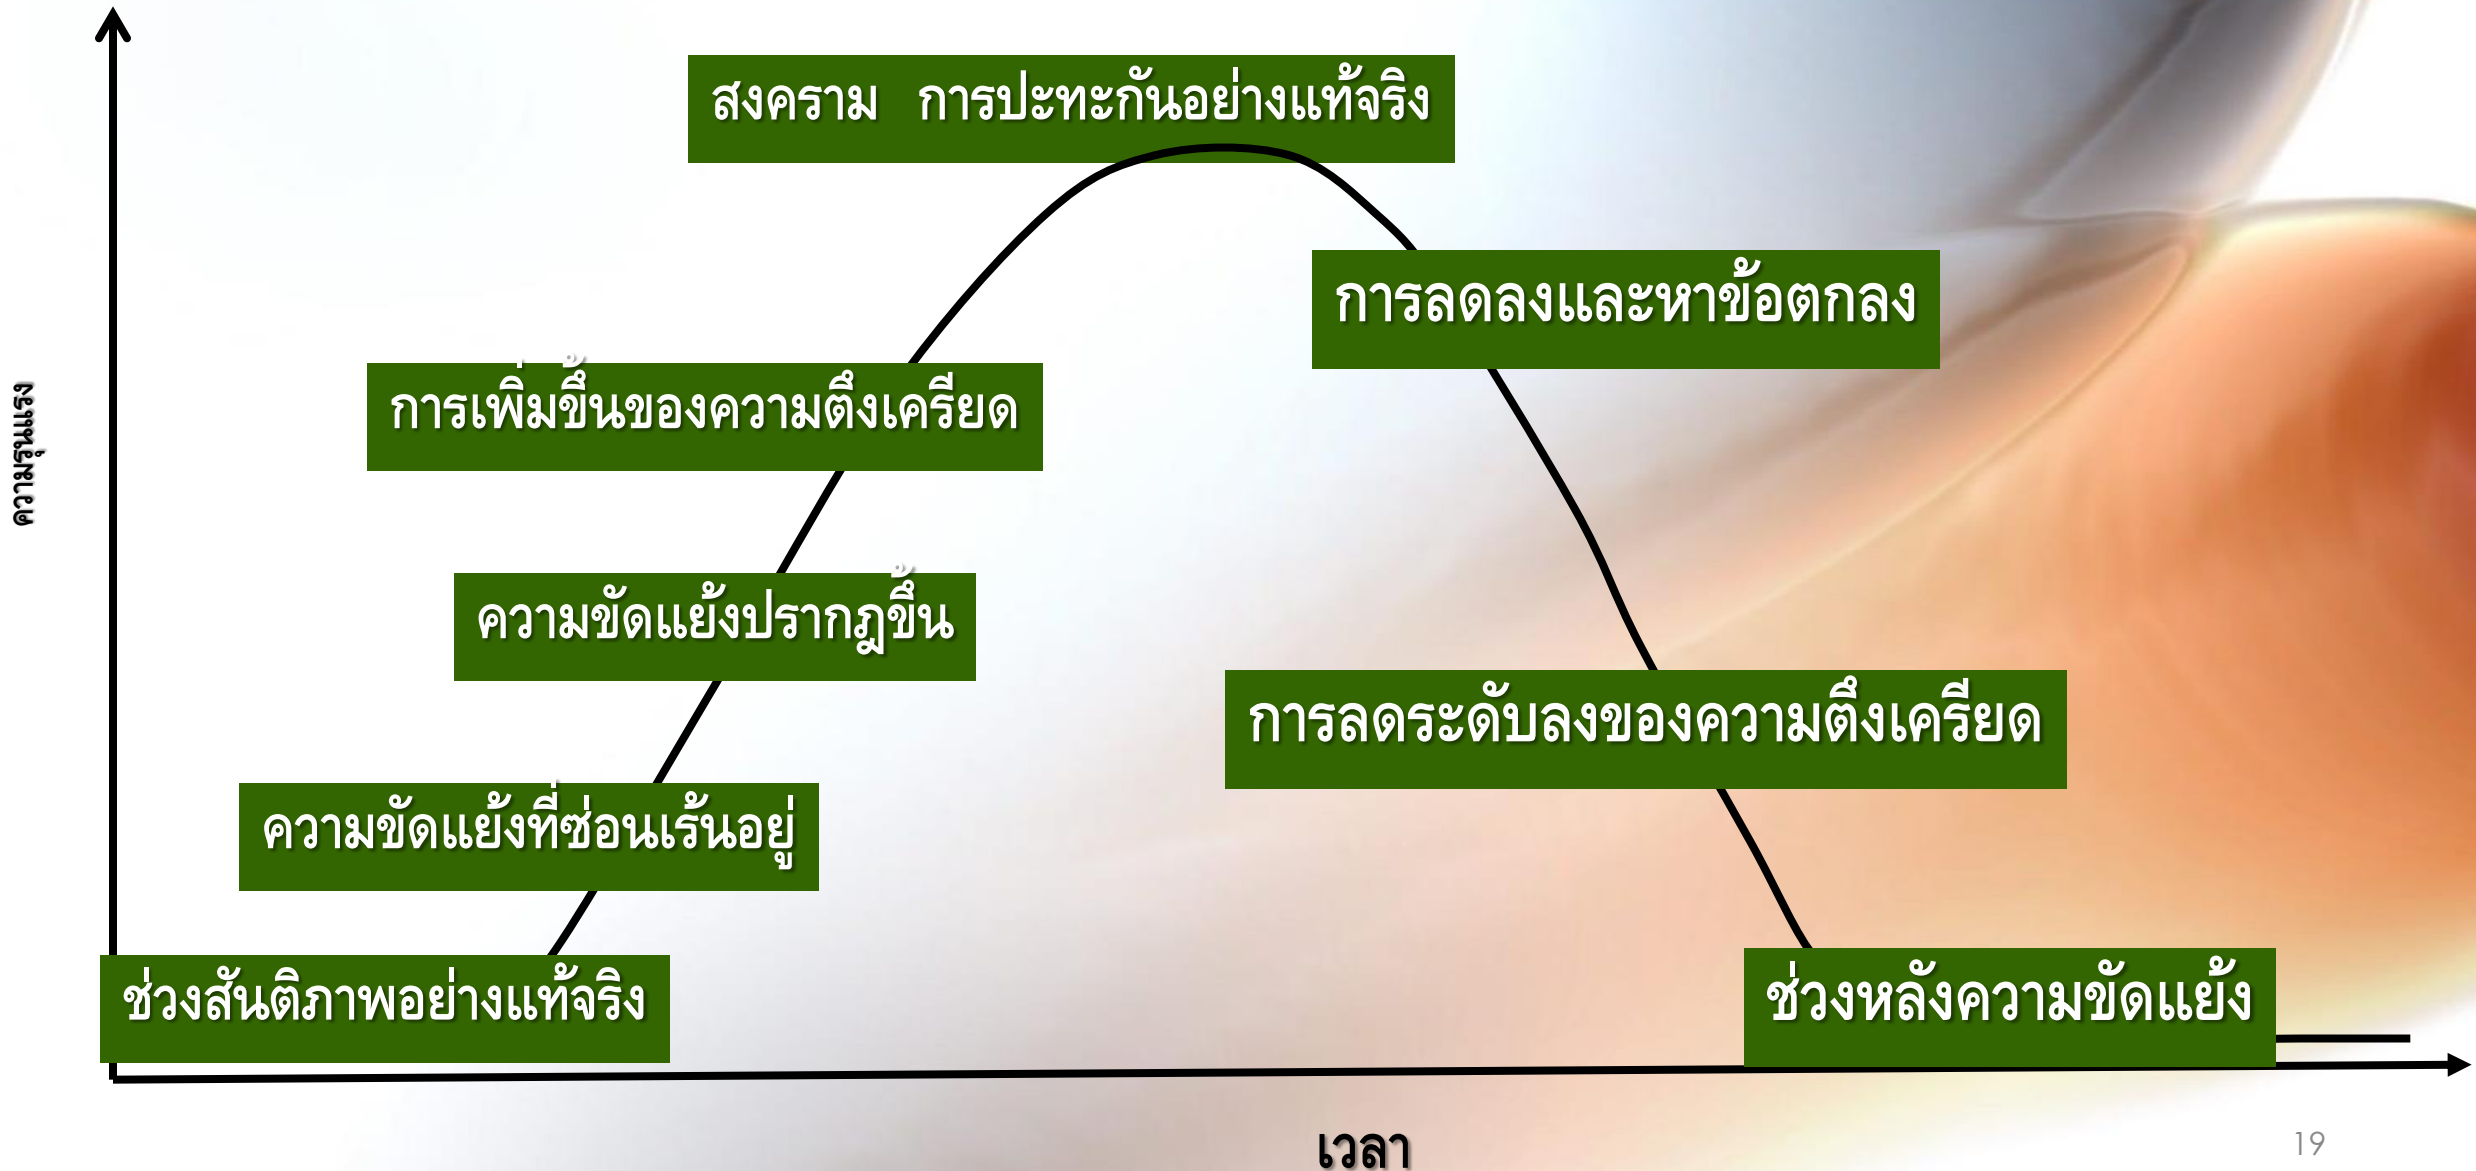 สงคราม การปะทะกันอย่างแท้จริง
การลดลงและหาข้อตกลง
การเพิ่มขึ้นของความตึงเครียด
ความรุนแรง
ความขัดแย้งปรากฎขึ้น
การลดระดับลงของความตึงเครียด
ความขัดแย้งที่ซ่อนเร้นอยู่
ช่วงสันติภาพอย่างแท้จริง
ช่วงหลังความขัดแย้ง
เวลา
19